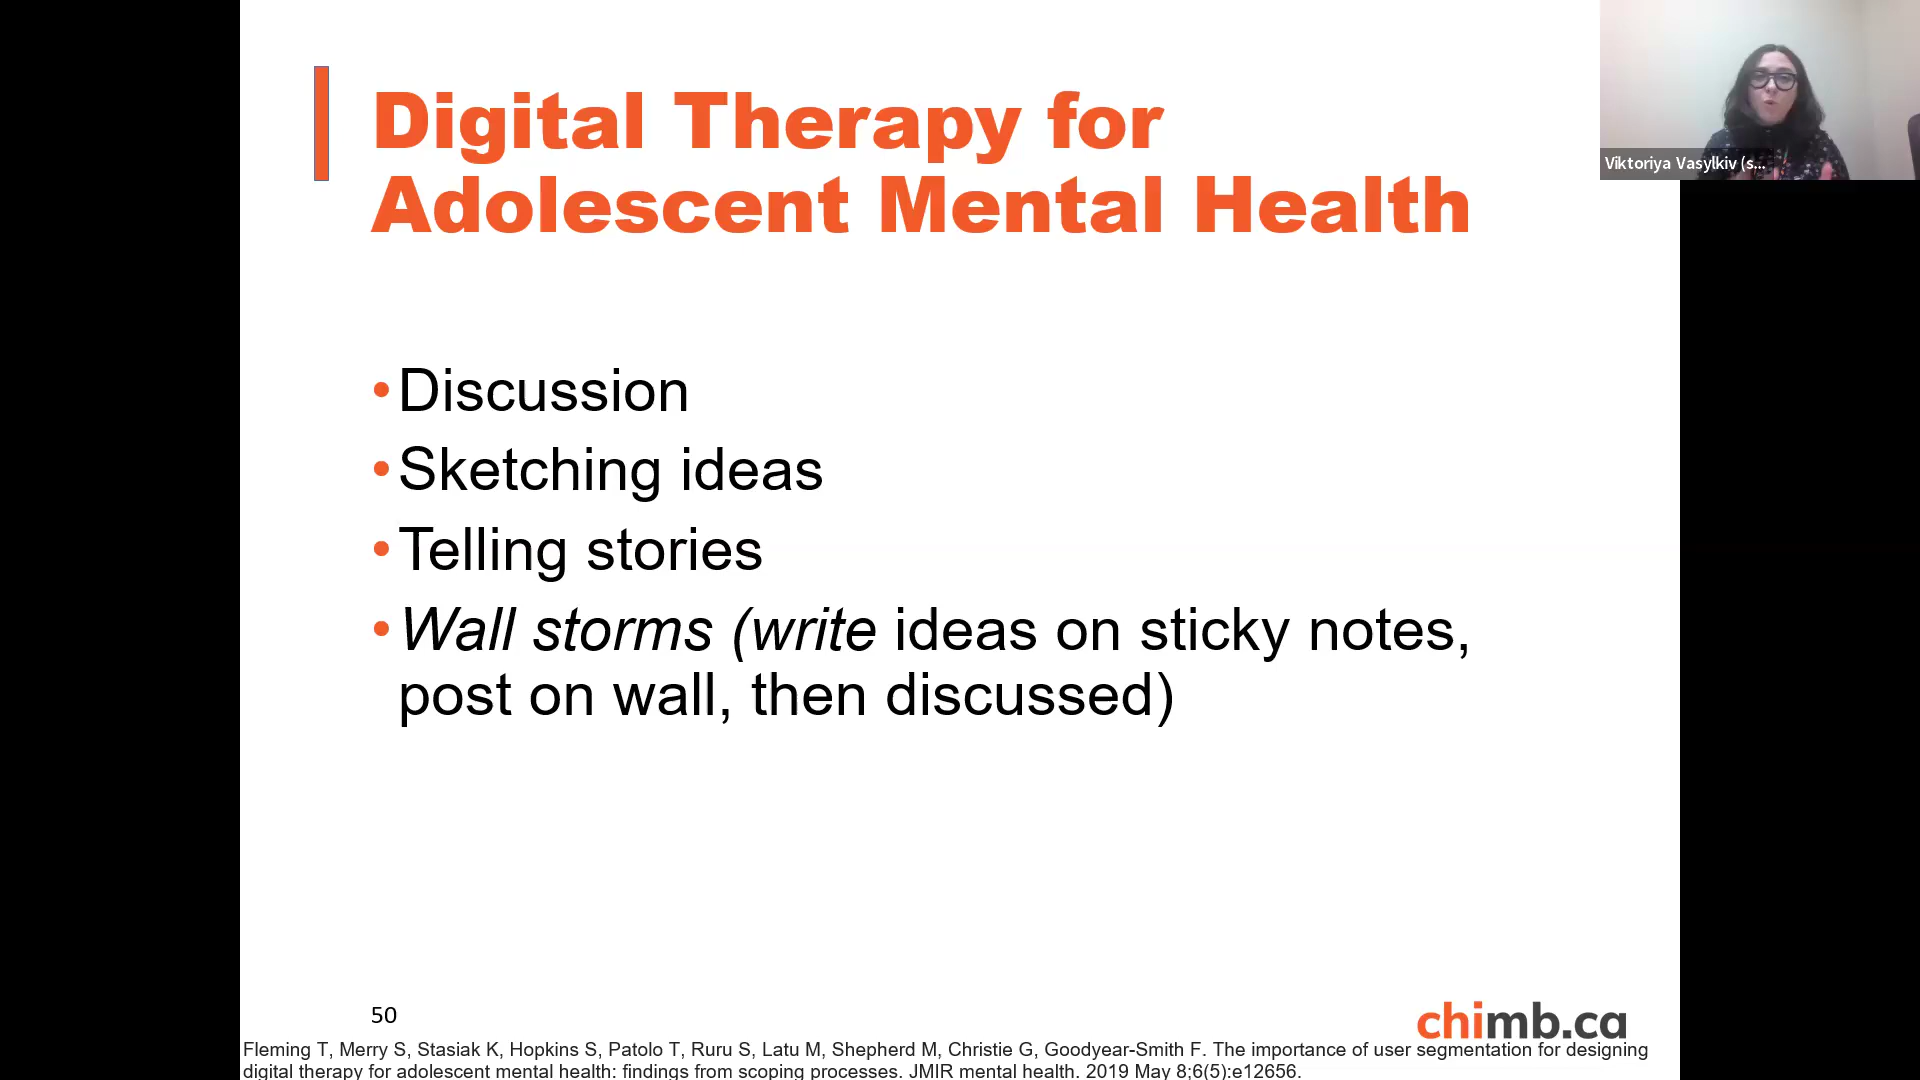 Digital Therapy for
Adolescent Mental Health
Viktoriya Vasylkiv (s...
•Discussion
•Sketching ideas
•Telling stories
•Wall storms (write ideas on sticky notes,
post on wall, then discussed)
50
chimb.ca
Fleming T, Merry S, Stasiak K, Hopkins S, Patolo T, Ruru S, Latu M, Shepherd M, Christie G, Goodyear-Smith F. The importance of user segmentation for designing
digital therapy for adolescent mental health: findings from scoping processes. JMIR mental health. 2019 May 8;6(5):e12656.